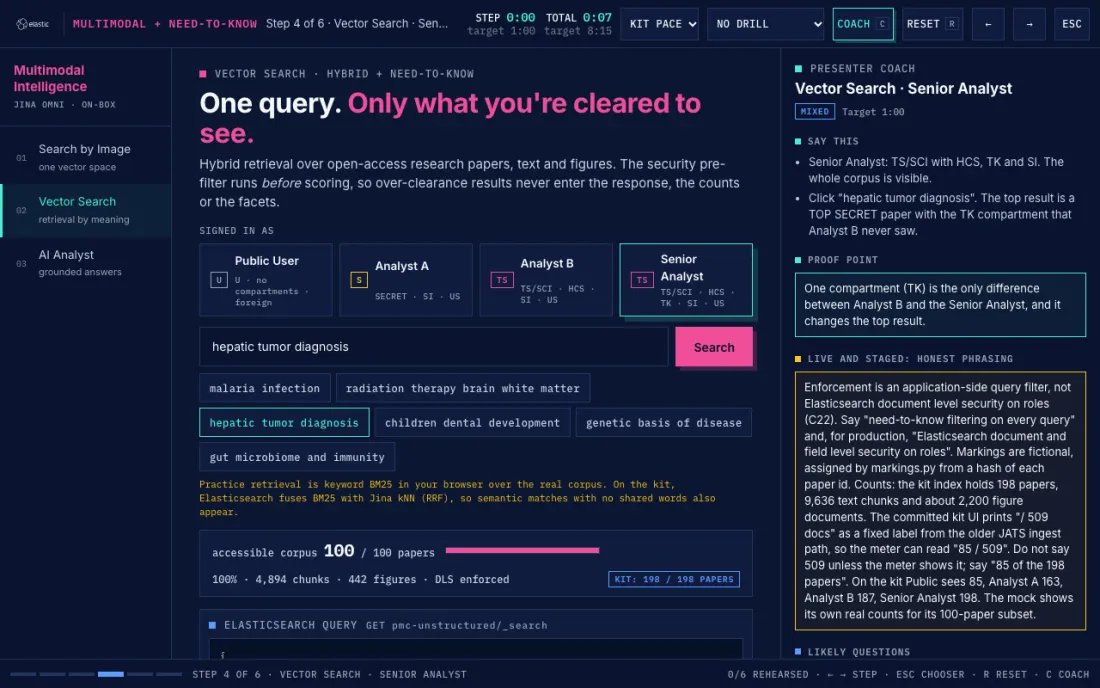 elastic
MULTIMODAL + NEED-TO-KNOW
Step 4 of 6 · Vector Search · Sen...
STEP 0:00 TOTAL 0:07
target 1:00 target 8:15
KIT PACE
NO DRILL
COACH C
RESET R
←
→
ESC
Multimodal
Intelligence
JINA OMNI · ON-BOX
01
Search by Image
one vector space
02
Vector Search
retrieval by meaning
03
AI Analyst
grounded answers
VECTOR SEARCH · HYBRID + NEED-TO-KNOW
One query. Only what you're cleared to
see.
Hybrid retrieval over open-access research papers, text and figures. The security pre-
filter runs before scoring, so over-clearance results never enter the response, the counts
or the facets.
SIGNED IN AS
U
Public User
U · no
compartments ·
foreign
S
Analyst A
SECRET · SI · US
TS
Analyst B
TS/SCI · HCS ·
SI · US
TS
Senior
Analyst
TS/SCI · HCS ·
TK · SI · US
hepatic tumor diagnosis
Search
malaria infection
radiation therapy brain white matter
hepatic tumor diagnosis
children dental development
genetic basis of disease
gut microbiome and immunity
Practice retrieval is keyword BM25 in your browser over the real corpus. On the kit,
Elasticsearch fuses BM25 with Jina kNN (RRF), so semantic matches with no shared words also
appear.
accessible corpus 100 / 100 papers
100% · 4,894 chunks · 442 figures · DLS enforced
KIT: 198 / 198 PAPERS
ELASTICSEARCH QUERY GET pmc-unstructured/_search
{
PRESENTER COACH
Vector Search · Senior Analyst
MIXED Target 1:00
SAY THIS
• Senior Analyst: TS/SCI with HCS, TK and SI. The
whole corpus is visible.
• Click "hepatic tumor diagnosis". The top result is a
TOP SECRET paper with the TK compartment that
Analyst B never saw.
PROOF POINT
One compartment (TK) is the only difference
between Analyst B and the Senior Analyst, and it
changes the top result.
LIVE AND STAGED: HONEST PHRASING
Enforcement is an application-side query filter, not
Elasticsearch document level security on roles
(C22). Say "need-to-know filtering on every query"
and, for production, "Elasticsearch document and
field level security on roles". Markings are fictional,
assigned by markings.py from a hash of each
paper id. Counts: the kit index holds 198 papers,
9,636 text chunks and about 2,200 figure
documents. The committed kit UI prints "/ 509
docs" as a fixed label from the older JATS ingest
path, so the meter can read "85 / 509". Do not say
509 unless the meter shows it; say "85 of the 198
papers". On the kit Public sees 85, Analyst A 163,
Analyst B 187, Senior Analyst 198. The mock shows
its own real counts for its 100-paper subset.
LIKELY QUESTIONS
STEP 4 OF 6 · VECTOR SEARCH · SENIOR ANALYST
0/6 REHEARSED · ← → STEP · ESC CHOOSER · R RESET · C COACH